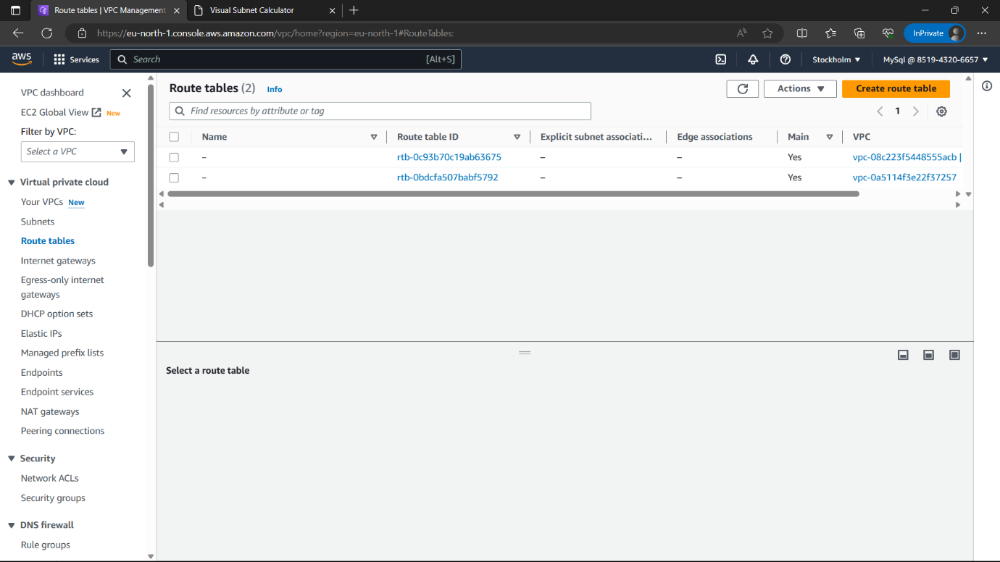 Route tables | VPC Management
Visual Subnet Calculator
https://eu-north-1.console.aws.amazon.com/vpc/home?region=eu-north-1#RouteTables:
InPrivate
aws
Services
Search
[Alt+S]
Stockholm
MySql @ 8519-4320-6657
VPC dashboard
EC2 Global View New
Filter by VPC:
Select a VPC
Virtual private cloud
Your VPCs New
Subnets
Route tables
Internet gateways
Egress-only internet
gateways
DHCP option sets
Elastic IPs
Managed prefix lists
Endpoints
Endpoint services
NAT gateways
Peering connections
Security
Network ACLs
Security groups
DNS firewall
Rule groups
Route tables (2) Info
Actions
Create route table
Find resources by attribute or tag
1
Name Route table ID Explicit subnet associati... Edge associations Main VPC
– rtb-0c93b70c19ab63675 – – Yes vpc-08c223f5448555acb |
– rtb-0bdcfa507babf5792 – – Yes vpc-0a5114f3e22f37257
Select a route table